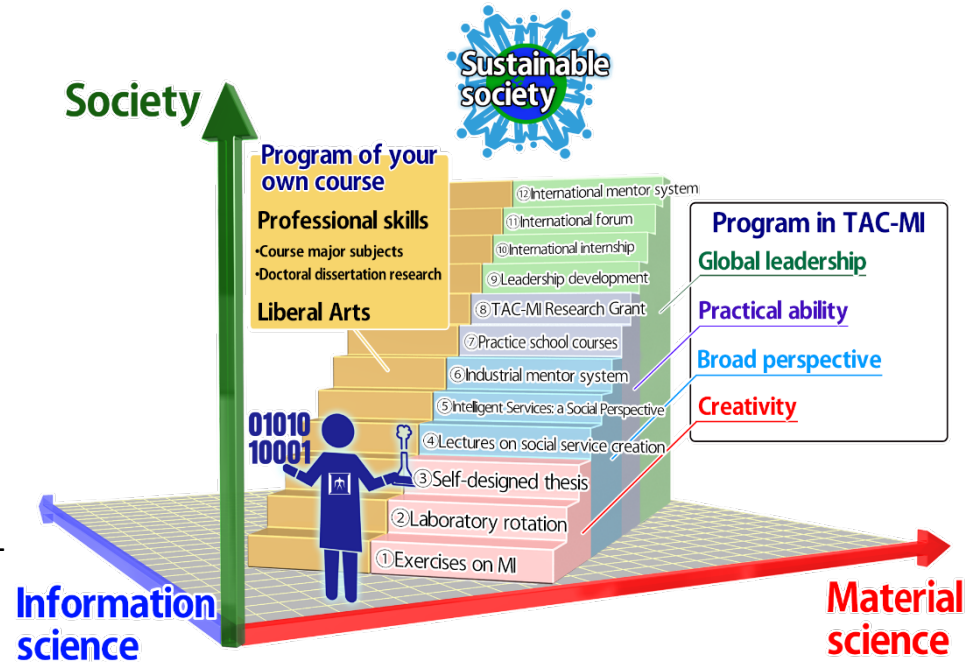 Sustainable
society
Society
Program of your
own course
Professional skills
•Course major subjects
•Doctoral dissertation research
Liberal Arts
⑫International mentor system
⑪International forum
⑩International internship
⑨Leadership development
⑧TAC-MI Research Grant
⑦Practice school courses
⑥Industrial mentor system
⑤Intelligent Services: a Social Perspective
④Lectures on social service creation
③Self-designed thesis
②Laboratory rotation
①Exercises on MI
Program in TAC-MI
Global leadership
Practical ability
Broad perspective
Creativity
01010
10001
Information
science
Material
science